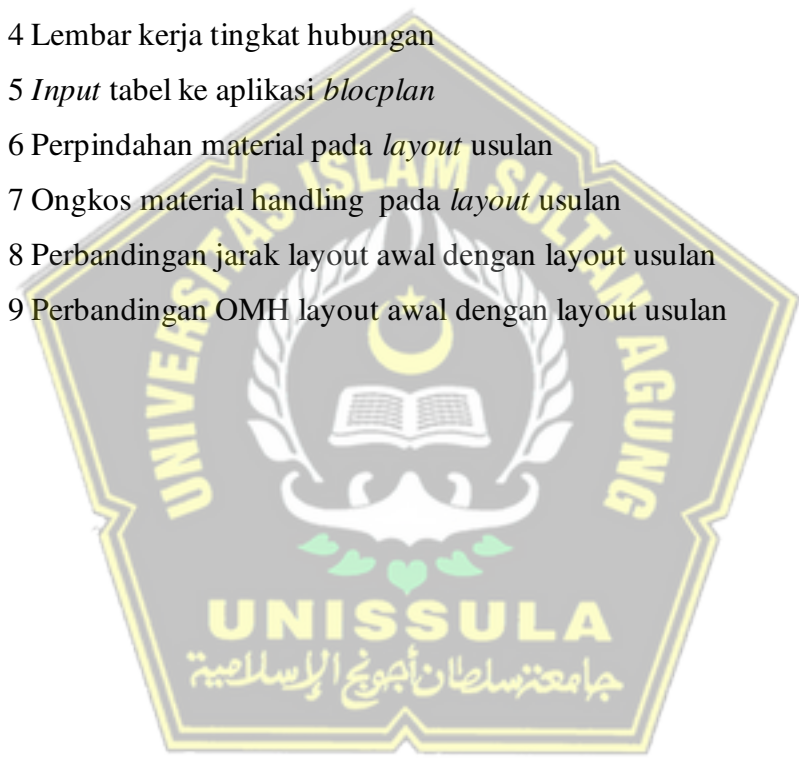 4 Lembar kerja tingkat hubungan
5 Input tabel ke aplikasi blocplan
6 Perpindahan material pada layout usulan
7 Ongkos material handling pada layout usulan
8 Perbandingan jarak layout awal dengan layout usulan
9 Perbandingan OMH layout awal dengan layout usulan
UNIVERSITAS ISLAM SULTAN AGUNG
UNISSULA
جامعنسلطان أجونج الإسلامية